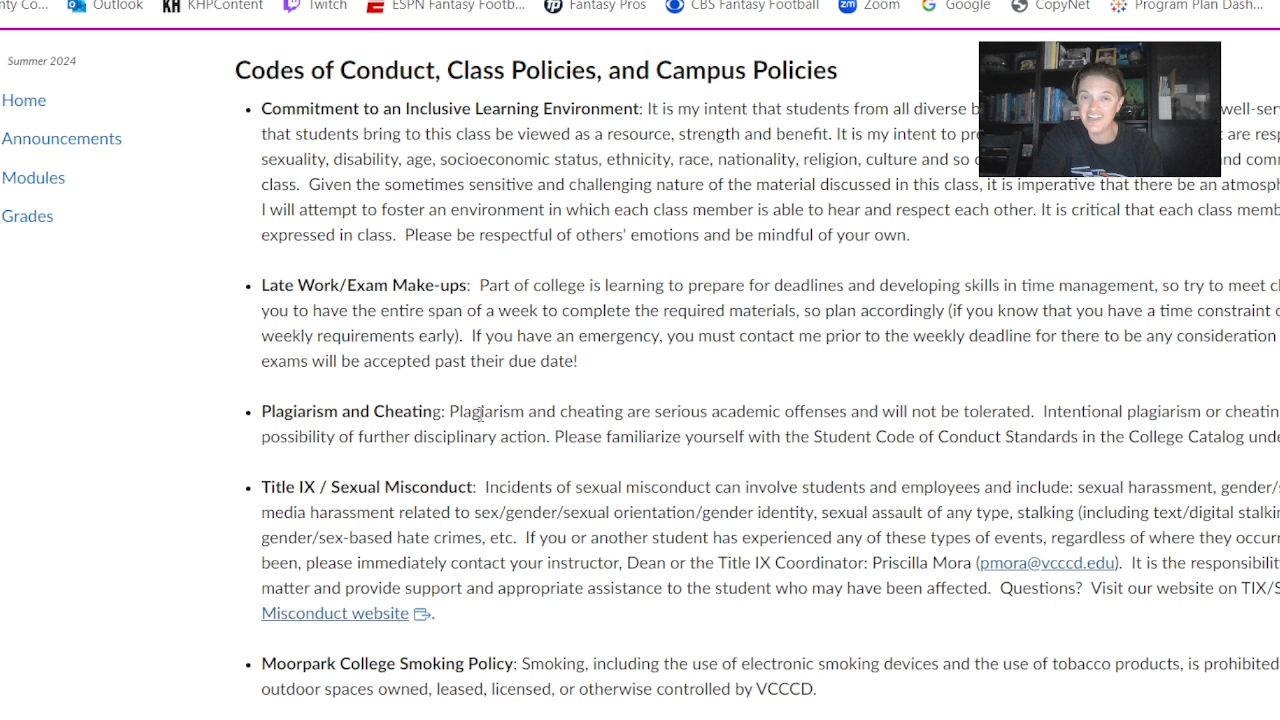 nty Co...
Outlook
KHPContent
Twitch
ESPN Fantasy Footb...
Fantasy Pros
CBS Fantasy Football
Zoom
Google
CopyNet
Program Plan Dash...
Summer 2024
Home
Announcements
Modules
Grades
Codes of Conduct, Class Policies, and Campus Policies
Commitment to an Inclusive Learning Environment: It is my intent that students from all diverse b well-ser
that students bring to this class be viewed as a resource, strength and benefit. It is my intent to pr are resp
sexuality, disability, age, socioeconomic status, ethnicity, race, nationality, religion, culture and so nd com
class. Given the sometimes sensitive and challenging nature of the material discussed in this class, it is imperative that there be an atmosph
I will attempt to foster an environment in which each class member is able to hear and respect each other. It is critical that each class memb
expressed in class. Please be respectful of others' emotions and be mindful of your own.
Late Work/Exam Make-ups: Part of college is learning to prepare for deadlines and developing skills in time management, so try to meet cl
you to have the entire span of a week to complete the required materials, so plan accordingly (if you know that you have a time constraint o
weekly requirements early). If you have an emergency, you must contact me prior to the weekly deadline for there to be any consideration
exams will be accepted past their due date!
Plagiarism and Cheating: Plagiarism and cheating are serious academic offenses and will not be tolerated. Intentional plagiarism or cheatin
possibility of further disciplinary action. Please familiarize yourself with the Student Code of Conduct Standards in the College Catalog und
Title IX / Sexual Misconduct: Incidents of sexual misconduct can involve students and employees and include: sexual harassment, gender/s
media harassment related to sex/gender/sexual orientation/gender identity, sexual assault of any type, stalking (including text/digital stalkin
gender/sex-based hate crimes, etc. If you or another student has experienced any of these types of events, regardless of where they occurr
been, please immediately contact your instructor, Dean or the Title IX Coordinator: Priscilla Mora (pmora@vcccd.edu). It is the responsibilit
matter and provide support and appropriate assistance to the student who may have been affected. Questions? Visit our website on TIX/S
Misconduct website.
Moorpark College Smoking Policy: Smoking, including the use of electronic smoking devices and the use of tobacco products, is prohibited
outdoor spaces owned, leased, licensed, or otherwise controlled by VCCCD.